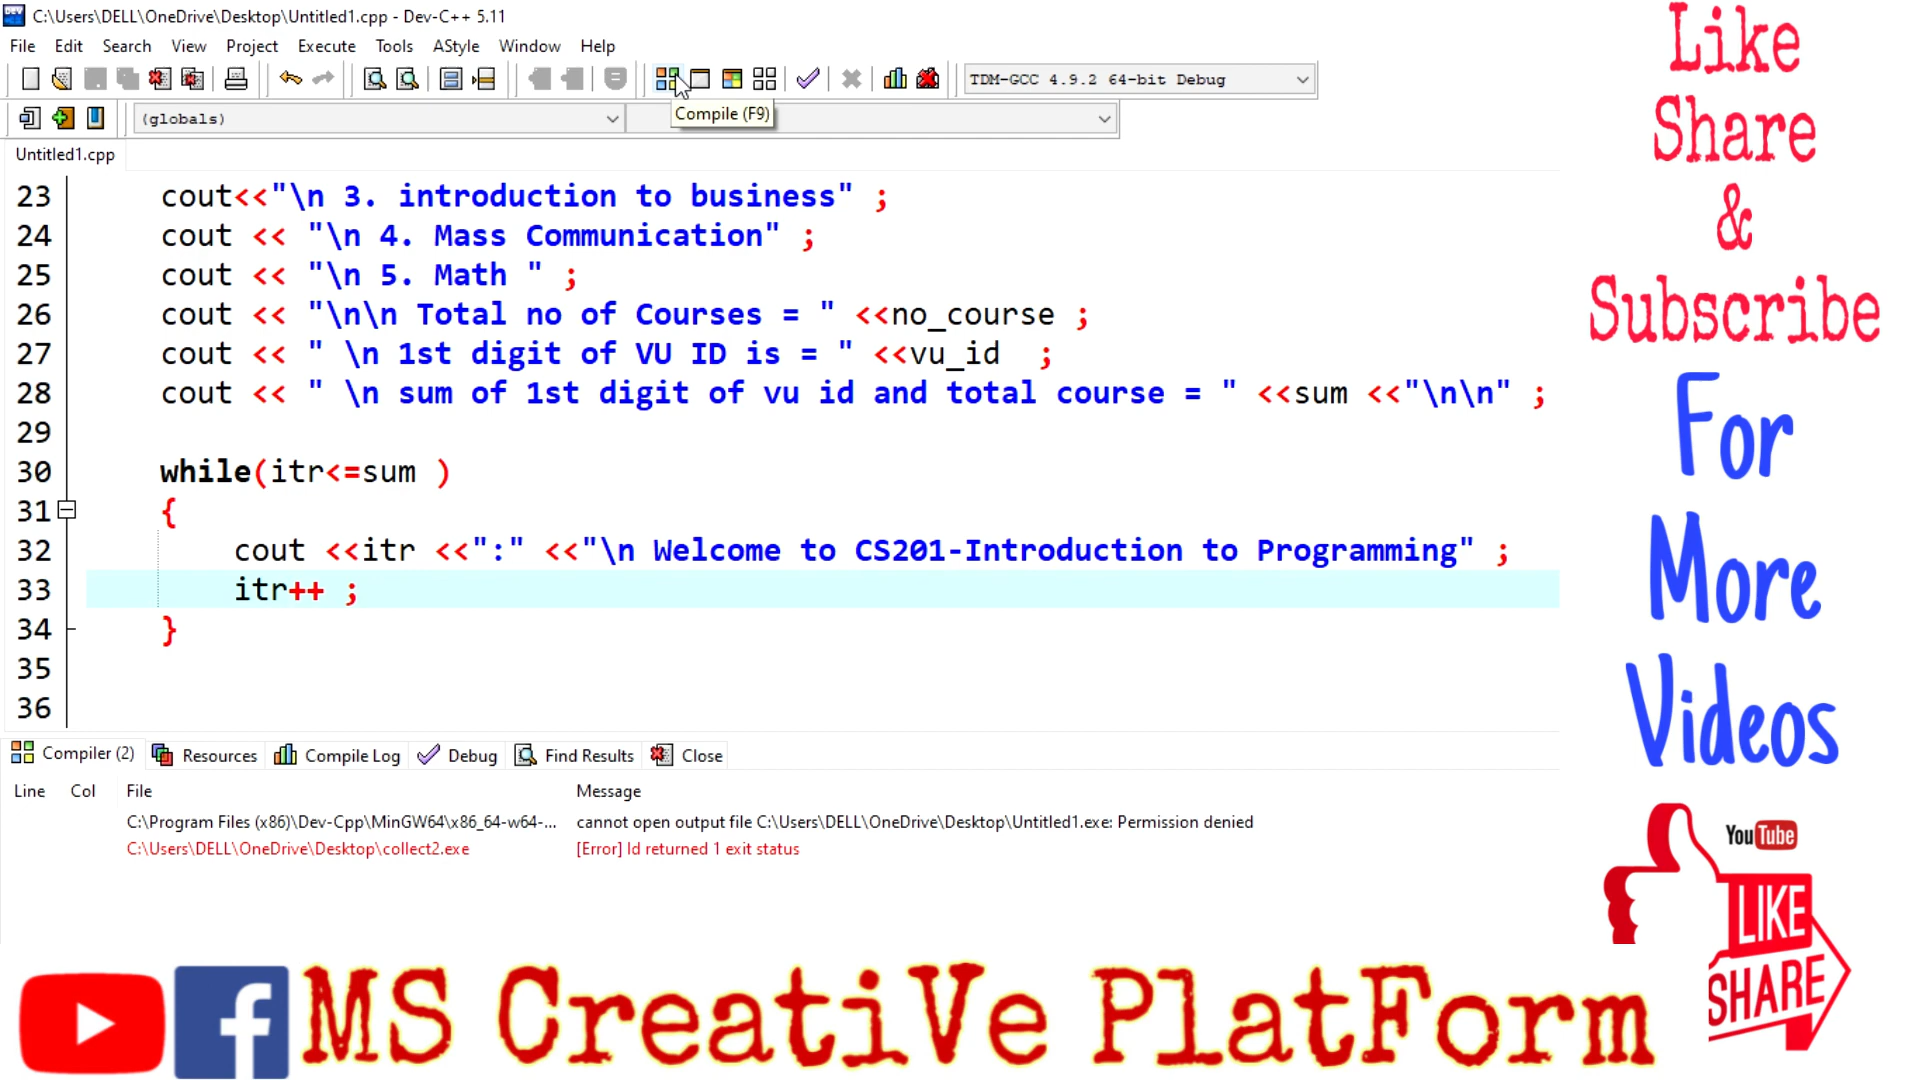 C:\Users\DELL\OneDrive\Desktop\Untitled1.cpp - Dev-C++ 5.11
File Edit Search View Project Execute Tools AStyle Window Help
TDM-GCC 4.9.2 64-bit Debug
(globals)
Compile (F9)
Untitled1.cpp
23 cout<<"\n 3. introduction to business" ;
24 cout << "\n 4. Mass Communication" ;
25 cout << "\n 5. Math " ;
26 cout << "\n\n Total no of Courses = " <<no_course ;
27 cout << " \n 1st digit of VU ID is = " <<vu_id  ;
28 cout << " \n sum of 1st digit of vu id and total course = " <<sum <<"\n\n" ;
29
30 while(itr<=sum )
31 {
32 cout <<itr <<":" <<"\n Welcome to CS201-Introduction to Programming" ;
33 itr++ ;
34 }
35
36
Compiler (2) Resources Compile Log Debug Find Results Close
Line Col File Message
C:\Program Files (x86)\Dev-Cpp\MinGW64\x86_64-w64-... cannot open output file C:\Users\DELL\OneDrive\Desktop\Untitled1.exe: Permission denied
C:\Users\DELL\OneDrive\Desktop\collect2.exe [Error] ld returned 1 exit status
Like
Share
&
Subscribe
For
More
Videos
YouTube
LIKE
SHARE
f
MS CreatiVe PlatForm